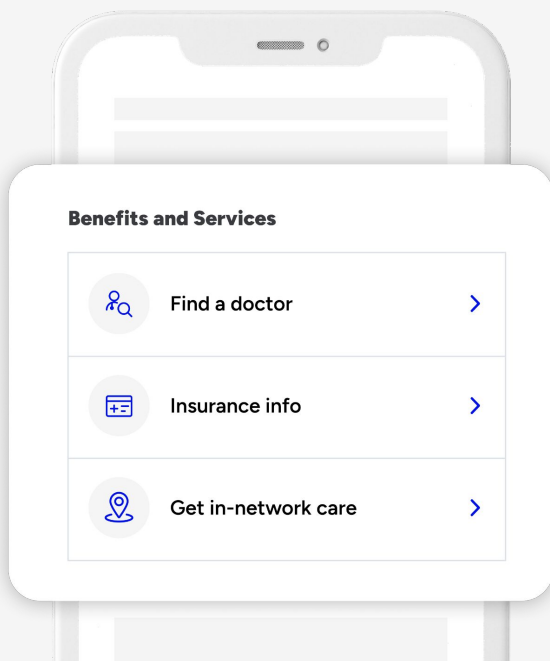 Benefits and Services
Find a doctor
Insurance info
Get in-network care